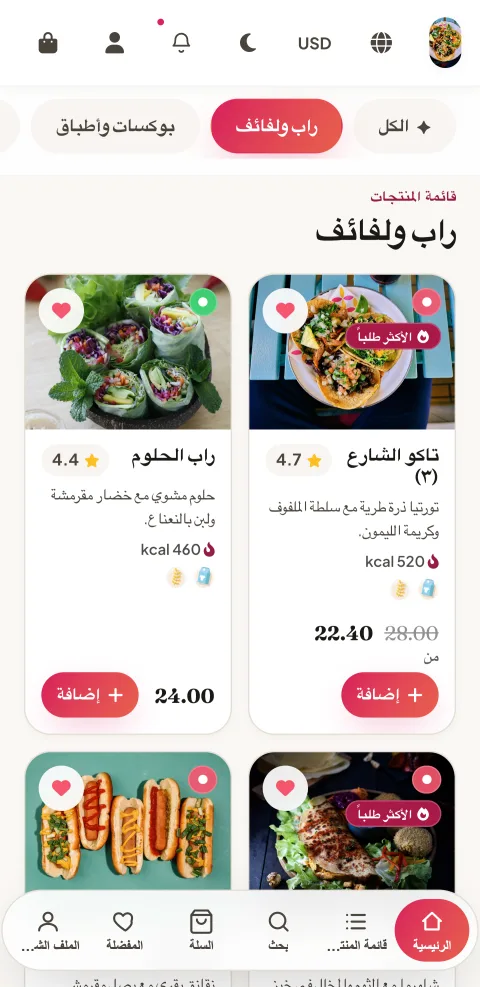 USD
الكل
راب ولفائف
بوكسات وأطباق
قائمة المنتجات
راب ولفائف
الأكثر طلباً
تاكو الشارع (٣)
4.7
تورتيا ذرة طرية مع سلطة الملفوف
وكريمة الليمون.
520 kcal
28.00 22.40
من
إضافة
راب الحلوم
4.4
حلوم مشوي مع خضار مقرمشة
ولبن بالنعناع.
460 kcal
24.00
إضافة
الأكثر طلباً
الرئيسية
قائمة المنتـ...
بحث
السلة
المفضلة
الملف الشـ...